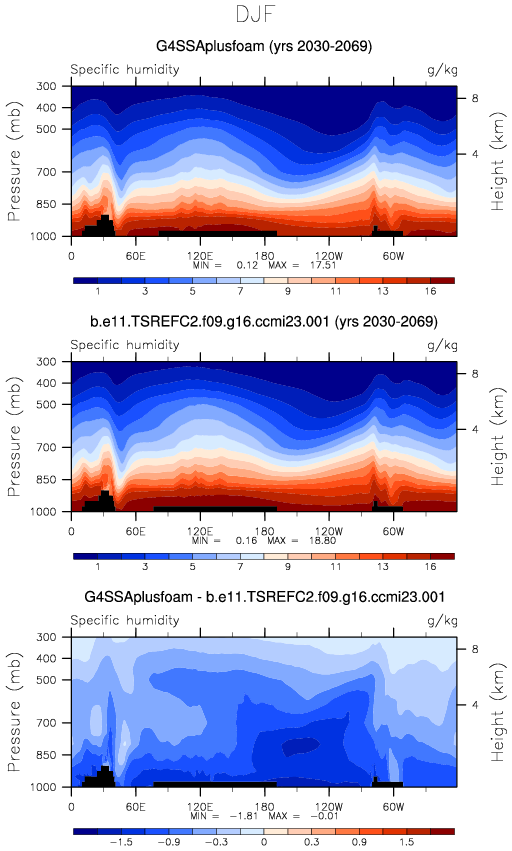 DJF
G4SSAplusfoam (yrs 2030-2069)
Specific humidity g/kg
300
400
500
700
850
1000
Pressure (mb)
8
4
Height (km)
0 60E 120E 180 120W 60W
MIN = 0.12 MAX = 17.51
1 3 5 7 9 11 13 16
b.e11.TSREFC2.f09.g16.ccmi23.001 (yrs 2030-2069)
Specific humidity g/kg
300
400
500
700
850
1000
Pressure (mb)
8
4
Height (km)
0 60E 120E 180 120W 60W
MIN = 0.16 MAX = 18.80
1 3 5 7 9 11 13 16
G4SSAplusfoam - b.e11.TSREFC2.f09.g16.ccmi23.001
Specific humidity g/kg
300
400
500
700
850
1000
Pressure (mb)
8
4
Height (km)
0 60E 120E 180 120W 60W
MIN = -1.81 MAX = -0.01
-1.5 -0.9 -0.3 0 0.3 0.9 1.5